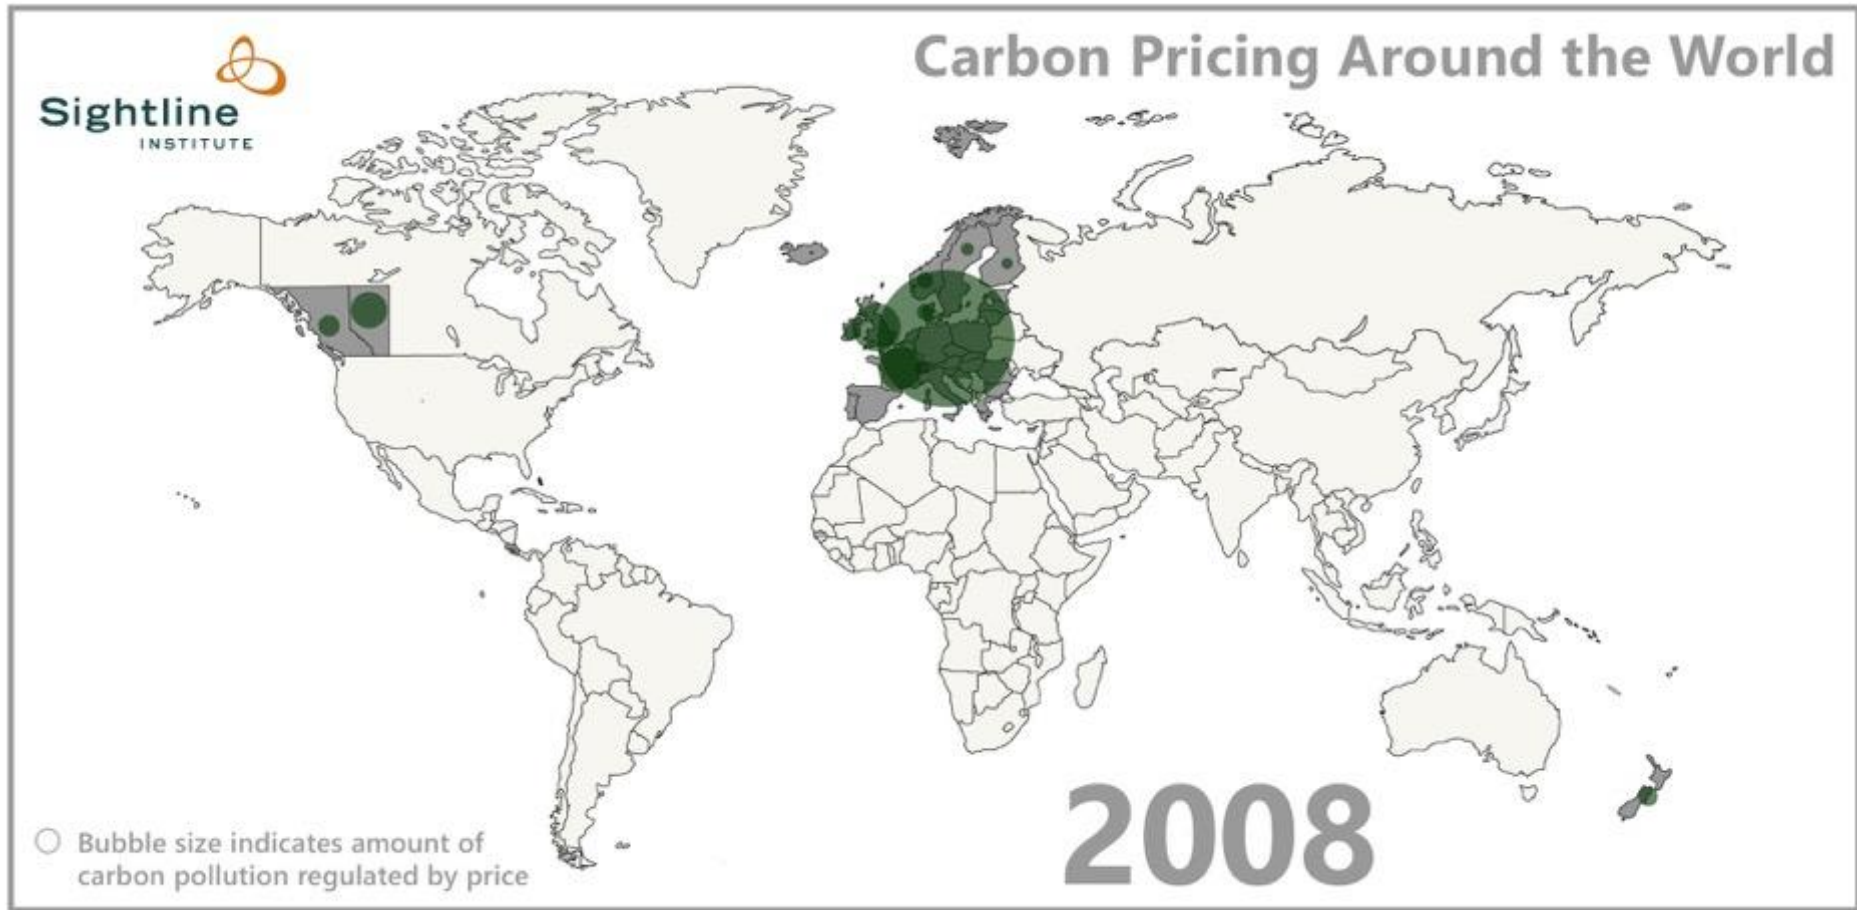 Carbon Pricing Around the World
Sightline
INSTITUTE
2008
Bubble size indicates amount of
carbon pollution regulated by price